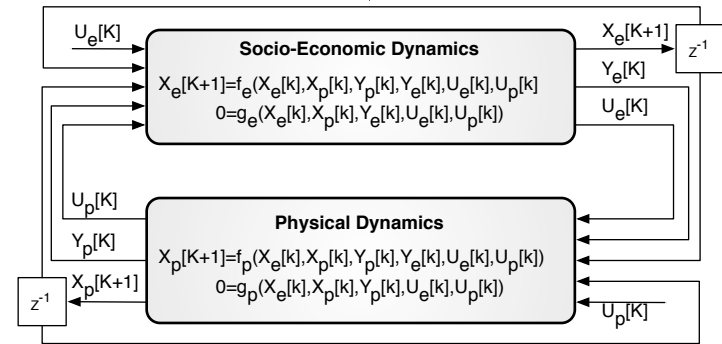 U_e[K]
X_e[K+1]
z^-1
Socio-Economic Dynamics
Y_e[K]
X_e[K+1]=f_e(X_e[k],X_p[k],Y_p[k],Y_e[k],U_e[k],U_p[k]
U_e[K]
0=g_e(X_e[k],X_p[k],Y_e[k],U_e[k],U_p[k])
U_p[K]
Physical Dynamics
Y_p[K]
X_p[K+1]=f_p(X_e[k],X_p[k],Y_p[k],Y_e[k],U_e[k],U_p[k])
X_p[K+1]
0=g_p(X_e[k],X_p[k],Y_p[k],U_e[k],U_p[k])
z^-1
U_p[K]